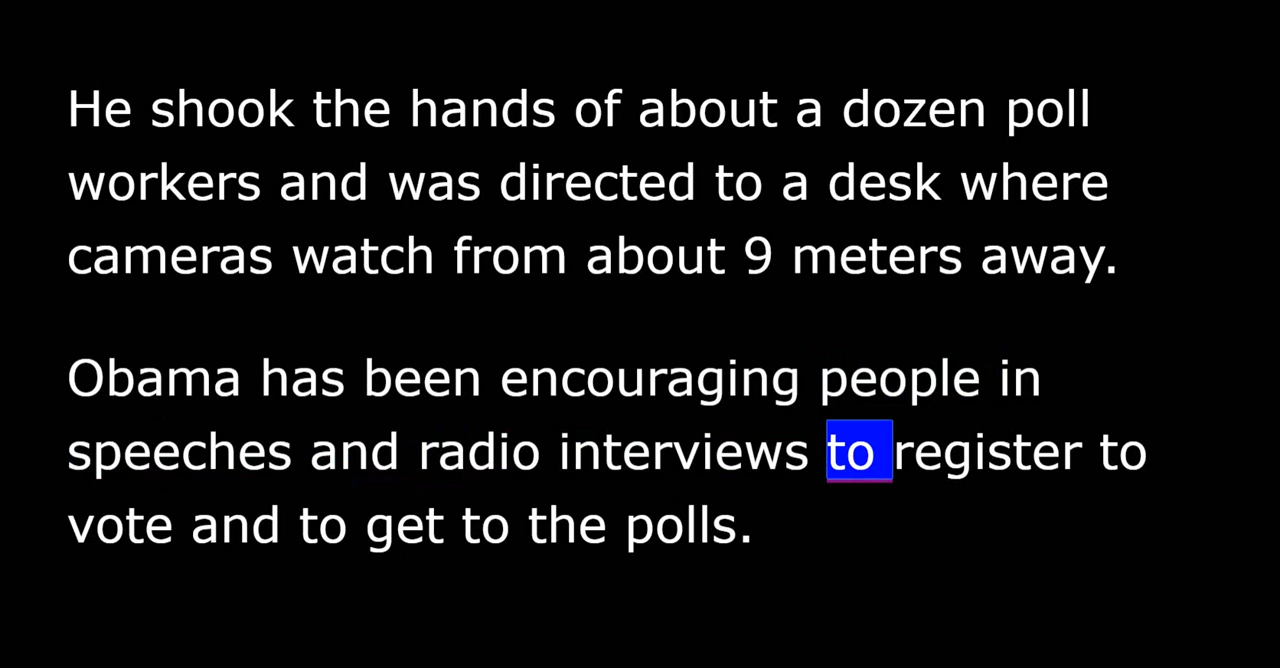 He shook the hands of about a dozen poll
workers and was directed to a desk where
cameras watch from about 9 meters away.
Obama has been encouraging people in
speeches and radio interviews to register to
vote and to get to the polls.